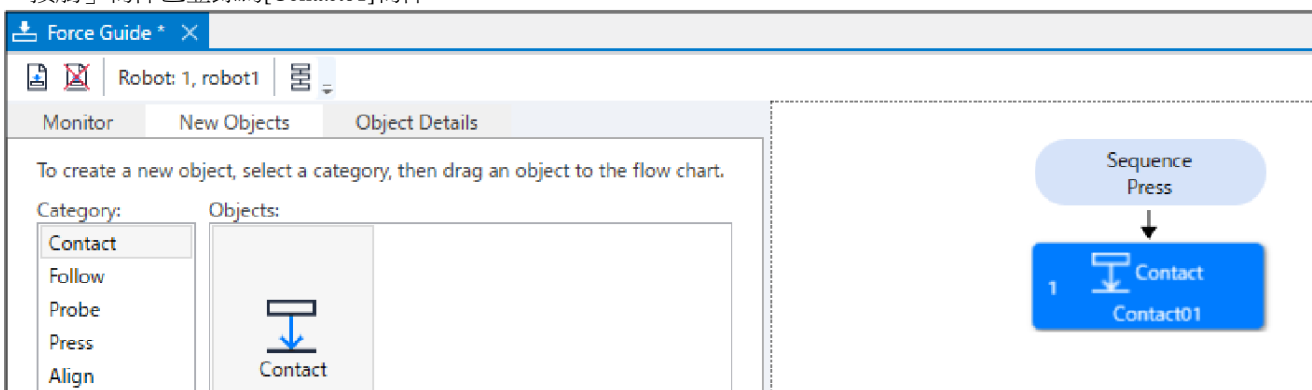 Force Guide *
Robot: 1, robot1
Monitor New Objects Object Details
To create a new object, select a category, then drag an object to the flow chart.
Category: Objects:
Contact
Follow
Probe
Press
Align
Contact
Sequence
Press
1 Contact
Contact01